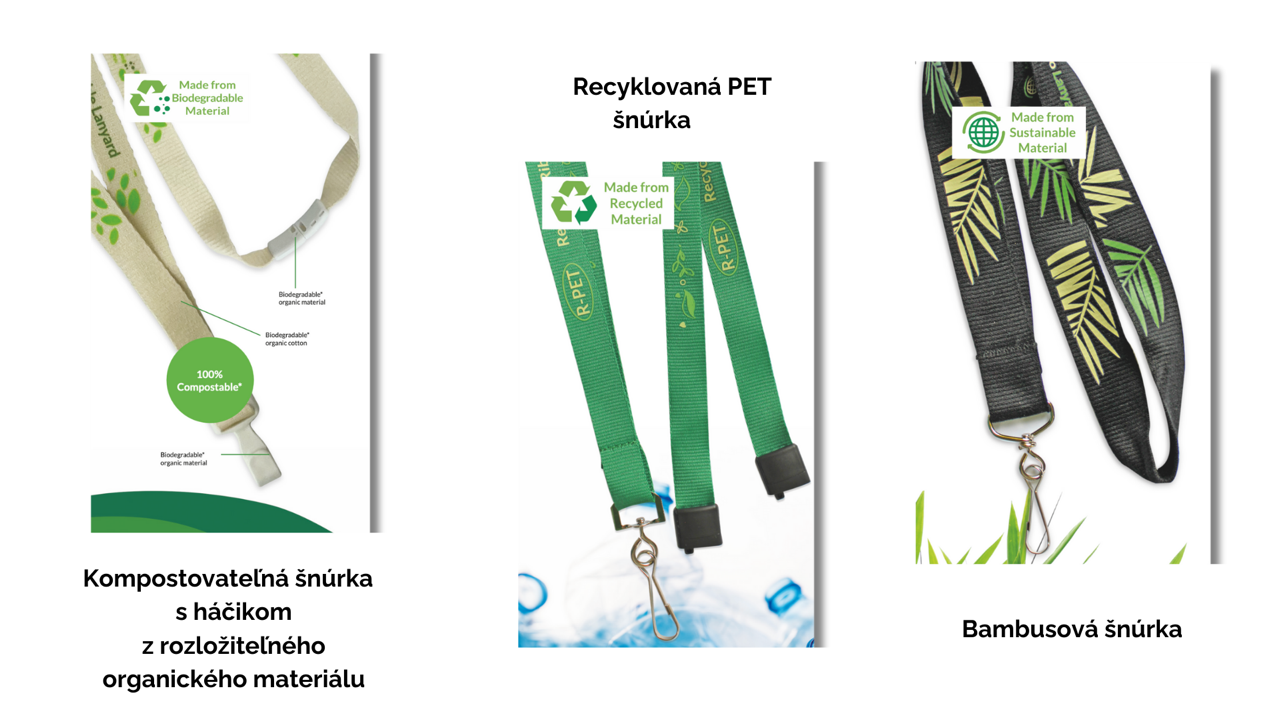 Made from
Biodegradable
Material
le Lanyard
Biodegradable*
organic material
Biodegradable*
organic cotton
100%
Compostable*
Biodegradable*
organic material
Kompostovateľná šnúrka
s háčikom
z rozložiteľného
organického materiálu
Recyklovaná PET
šnúrka
Made from
Recycled
Material
R-PET
R-PET
Made from
Sustainable
Material
Bambusová šnúrka